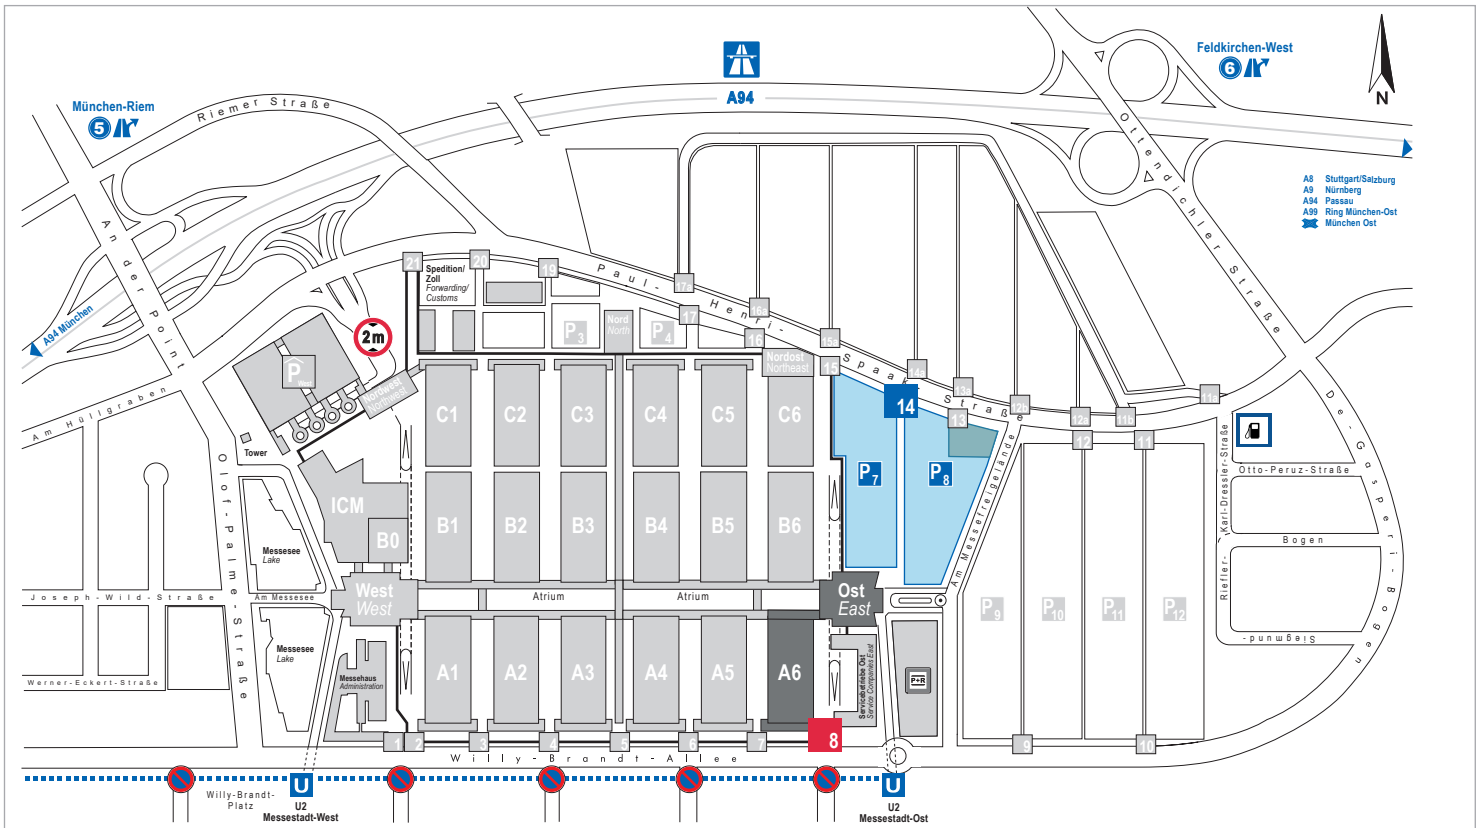 Feldkirchen-West
6
A94
N
München-Riem
5
Riemer Straße
Ottendichler Straße
A8 Stuttgart/Salzburg
A9 Nürnberg
A94 Passau
A99 Ring München-Ost
München Ost
An der Point
A94 München
Am Hüllgraben
2m
21
Spedition/
Zoll
Forwarding/
Customs
20
19
Paul-Henri-Spaak-Straße
17a
16a
15a
14a
13a
12b
12a
11b
11a
P3
Nord
North
P4
17
16
Nordost
Northeast
15
14
13
12
11
P
West
Nordwest
Northwest
Tower
C1
C2
C3
C4
C5
C6
P7
P8
Am Messefreigelände
Karl-Dressler-Straße
Otto-Peruz-Straße
De-Gasperi-Bogen
Olof-Palme-Straße
ICM
B0
B1
B2
B3
B4
B5
B6
Bogen
Riefler-
Messesee
Lake
Joseph-Wild-Straße
Am Messesee
West
West
Atrium
Atrium
Ost
East
P9
P10
P11
P12
Siegmund-
Messesee
Lake
Werner-Eckert-Straße
Messehaus
Administration
A1
A2
A3
A4
A5
A6
Servicebetriebe Ost
Service Companies East
P+R
1
2
3
4
5
6
7
8
9
10
Willy-Brandt-Allee
Willy-Brandt-
Platz
U
U2
Messestadt-West
U
U2
Messestadt-Ost